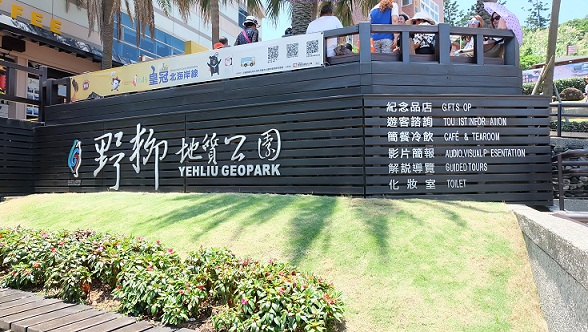 皇冠北海岸線
野柳地質公園
YEHLIU GEOPARK
紀念品店 GIFTS OP
遊客諮詢 TOU IST INFOR AIION
簡餐冷飲 CAFÉ & TEAROOM
影片簡報 AUDIO.VISUAL P ESENTATION
解說導覽 GUIDED TOURS
化妝室 TOILET